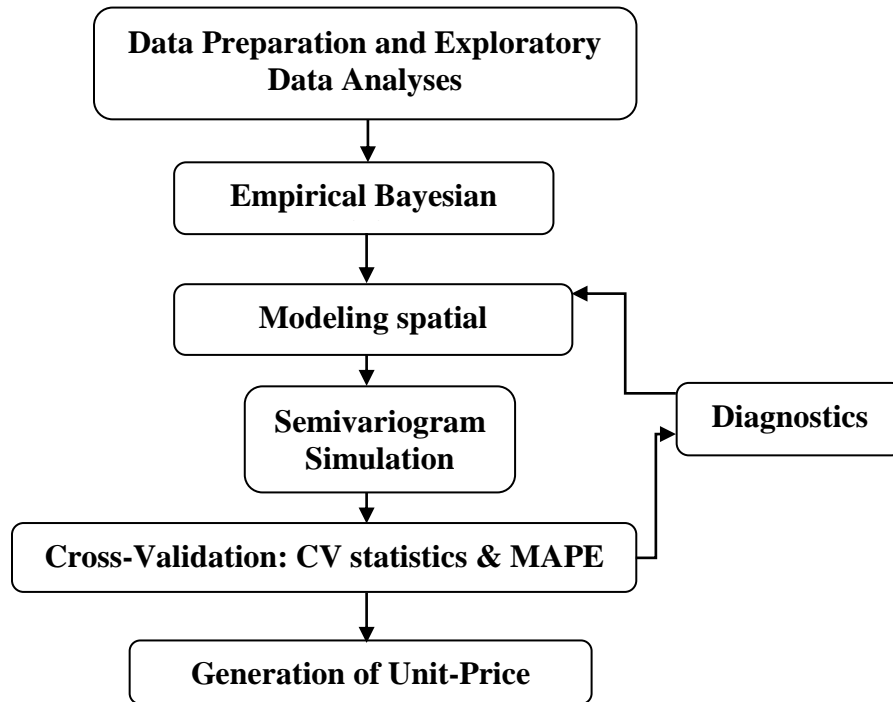 Data Preparation and Exploratory
Data Analyses
Empirical Bayesian
Modeling spatial
Semivariogram
Simulation
Diagnostics
Cross-Validation: CV statistics & MAPE
Generation of Unit-Price